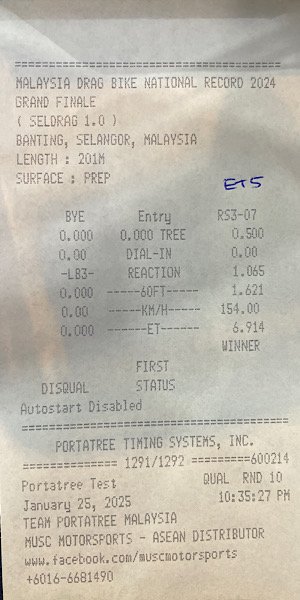 ========================================
MALAYSIA DRAG BIKE NATIONAL RECORD 2024
GRAND FINALE
( SELDRAG 1.0 )
BANTING, SELANGOR, MALAYSIA
LENGTH : 201M
SURFACE : PREP
ET5
BYE Entry RS3-07
0.000 0.000 TREE 0.500
0.00 DIAL-IN 0.00
-LB3- REACTION 1.065
0.000 -----60FT----- 1.621
0.00 -----KM/H----- 154.00
0.000 ------ET------ 6.914
WINNER
FIRST
DISQUAL STATUS
Autostart Disabled
========================================
PORTATREE TIMING SYSTEMS, INC.
============== 1291/1292 =========600214
Portatree Test QUAL RND 10
January 25, 2025 10:35:27 PM
TEAM PORTATREE MALAYSIA
MUSC MOTORSPORTS - ASEAN DISTRIBUTOR
www.facebook.com/muscmotorsports
+6016-6681490